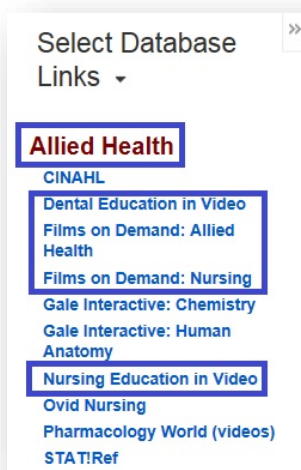 Select Database
Links
»
Allied Health
CINAHL
Dental Education in Video
Films on Demand: Allied
Health
Films on Demand: Nursing
Gale Interactive: Chemistry
Gale Interactive: Human
Anatomy
Nursing Education in Video
Ovid Nursing
Pharmacology World (videos)
STAT!Ref